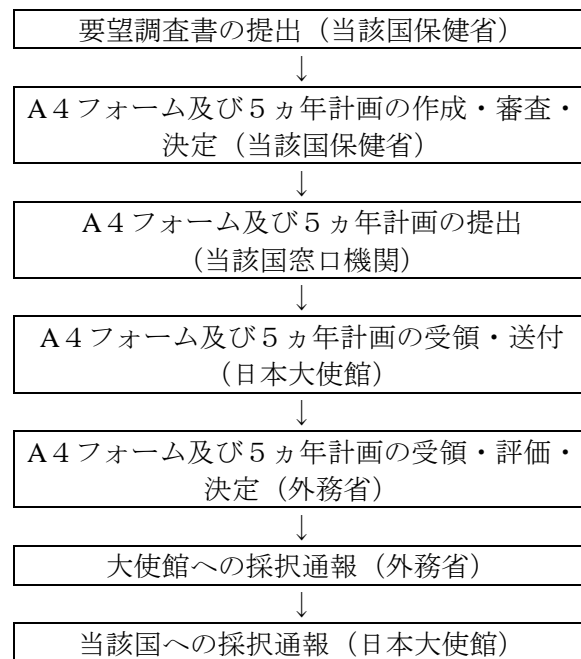 要望調査書の提出（当該国保健省）
↓
A４フォーム及び５ヵ年計画の作成・審査・
決定（当該国保健省）
↓
A４フォーム及び５ヵ年計画の提出
（当該国窓口機関）
↓
A４フォーム及び５ヵ年計画の受領・送付
（日本大使館）
↓
A４フォーム及び５ヵ年計画の受領・評価・
決定（外務省）
↓
大使館への採択通報（外務省）
↓
当該国への採択通報（日本大使館）